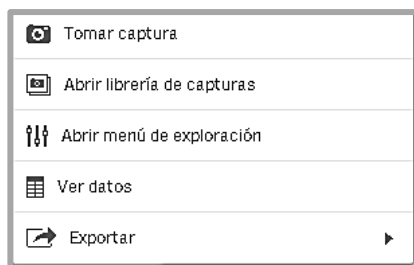 Tomar captura
Abrir librería de capturas
Abrir menú de exploración
Ver datos
Exportar